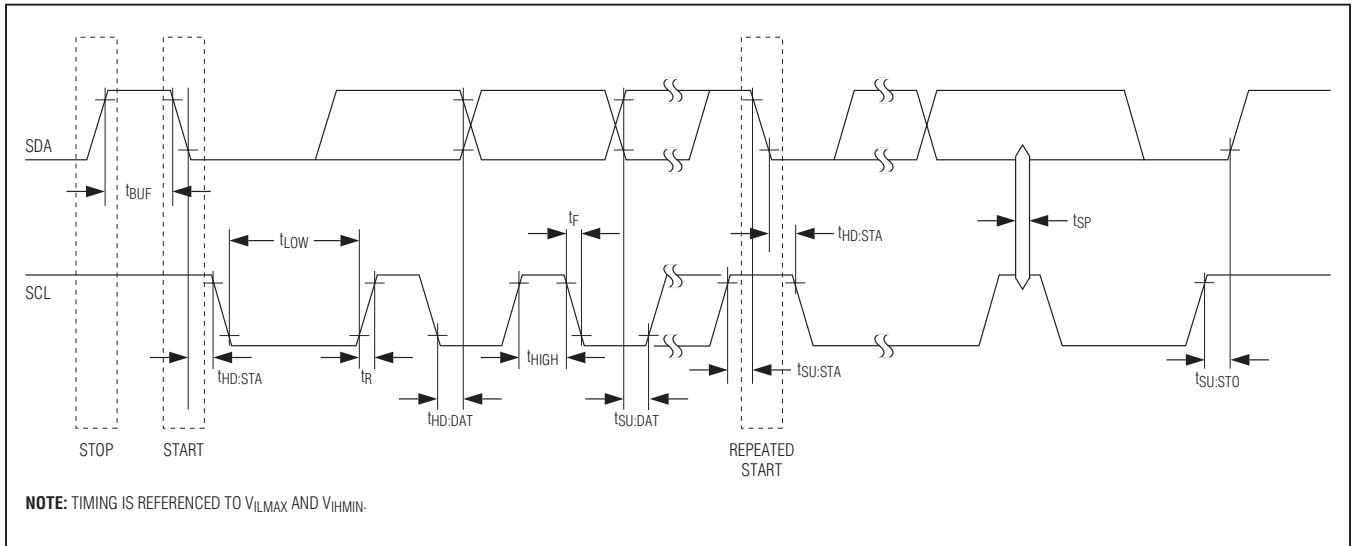 SDA
tBUF
tF
tLOW
tHD:STA
tSP
SCL
tHD:STA
tR
tHIGH
tSU:STA
tSU:STO
tHD:DAT
tSU:DAT
STOP
START
REPEATED
START
NOTE: TIMING IS REFERENCED TO VILMAX AND VIHMIN.